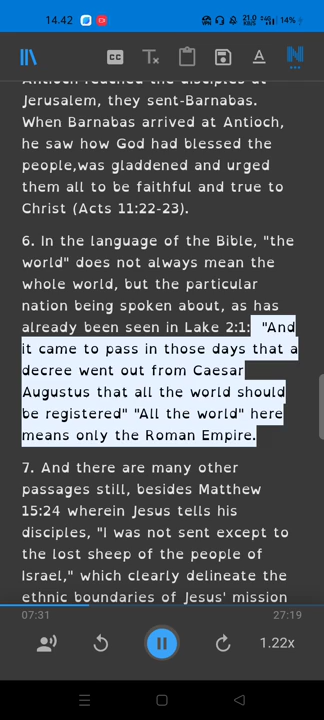 14.42
21.0 KB/S
14%
CC
Antioch reached the disciples at
Jerusalem, they sent-Barnabas.
When Barnabas arrived at Antioch,
he saw how God had blessed the
people,was gladdened and urged
them all to be faithful and true to
Christ (Acts 11:22-23).
6. In the language of the Bible, "the
world" does not always mean the
whole world, but the particular
nation being spoken about, as has
already been seen in Lake 2:1: "And
it came to pass in those days that a
decree went out from Caesar
Augustus that all the world should
be registered" "All the world" here
means only the Roman Empire.
7. And there are many other
passages still, besides Matthew
15:24 wherein Jesus tells his
disciples, "I was not sent except to
the lost sheep of the people of
Israel," which clearly delineate the
ethnic boundaries of Jesus' mission
07:31
27:19
1.22x